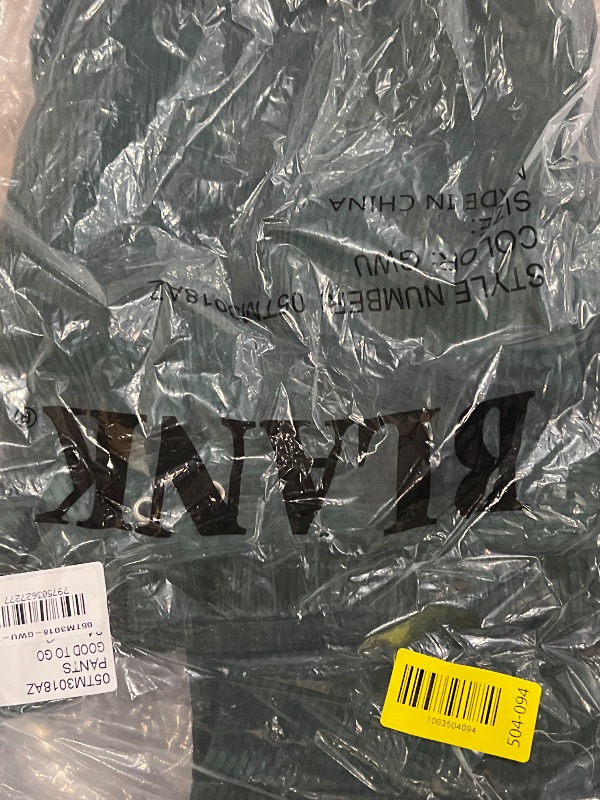 BLANK®
STYLE NUMBER: 05TM3018AZ
COLOR: GWU
SIZE:
MADE IN CHINA
05TM3018AZ
PANTS
GOOD TO GO
05TM3018-GWU-
797503627277
1063504094
504-094